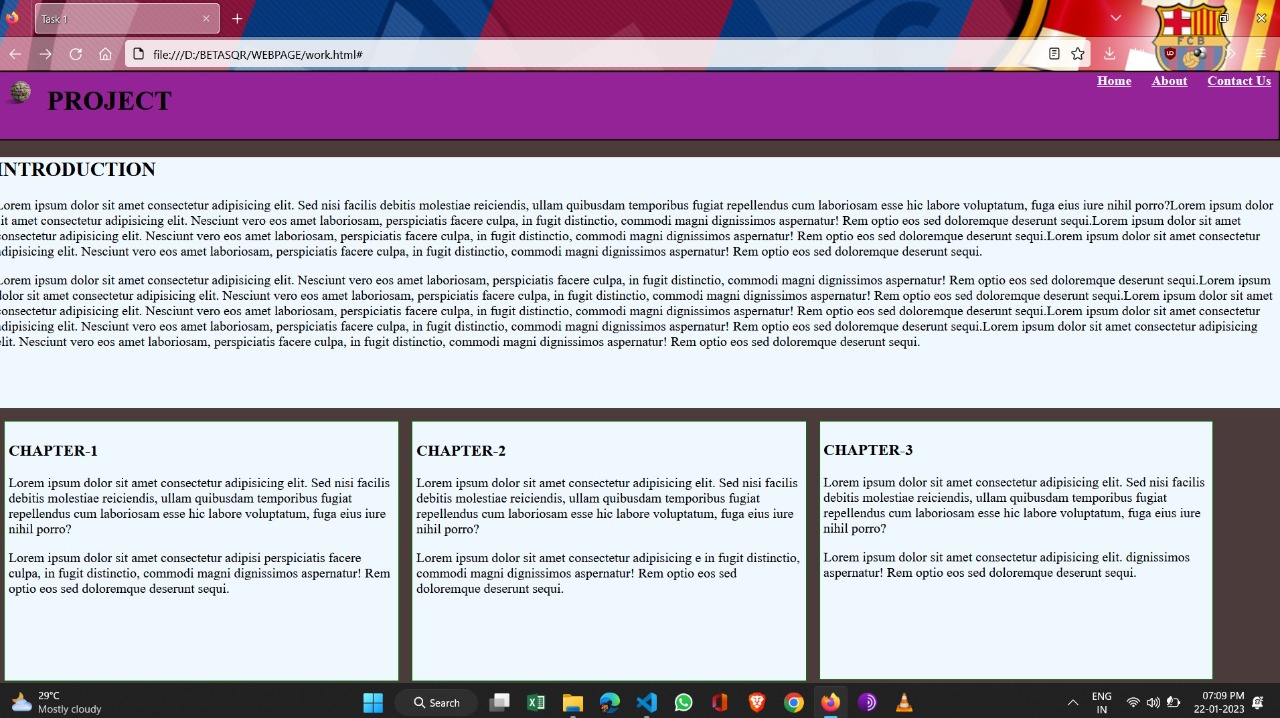 Task 1
file:///D:/BETASQR/WEBPAGE/work.html#
FCB
Home About Contact Us
PROJECT
INTRODUCTION
Lorem ipsum dolor sit amet consectetur adipisicing elit. Sed nisi facilis debitis molestiae reiciendis, ullam quibusdam temporibus fugiat repellendus cum laboriosam esse hic labore voluptatum, fuga eius iure nihil porro?Lorem ipsum dolor
sit amet consectetur adipisicing elit. Nesciunt vero eos amet laboriosam, perspiciatis facere culpa, in fugit distinctio, commodi magni dignissimos aspernatur! Rem optio eos sed doloremque deserunt sequi.Lorem ipsum dolor sit amet
consectetur adipisicing elit. Nesciunt vero eos amet laboriosam, perspiciatis facere culpa, in fugit distinctio, commodi magni dignissimos aspernatur! Rem optio eos sed doloremque deserunt sequi.Lorem ipsum dolor sit amet consectetur
adipisicing elit. Nesciunt vero eos amet laboriosam, perspiciatis facere culpa, in fugit distinctio, commodi magni dignissimos aspernatur! Rem optio eos sed doloremque deserunt sequi.
Lorem ipsum dolor sit amet consectetur adipisicing elit. Nesciunt vero eos amet laboriosam, perspiciatis facere culpa, in fugit distinctio, commodi magni dignissimos aspernatur! Rem optio eos sed doloremque deserunt sequi.Lorem ipsum
dolor sit amet consectetur adipisicing elit. Nesciunt vero eos amet laboriosam, perspiciatis facere culpa, in fugit distinctio, commodi magni dignissimos aspernatur! Rem optio eos sed doloremque deserunt sequi.Lorem ipsum dolor sit amet
consectetur adipisicing elit. Nesciunt vero eos amet laboriosam, perspiciatis facere culpa, in fugit distinctio, commodi magni dignissimos aspernatur! Rem optio eos sed doloremque deserunt sequi.Lorem ipsum dolor sit amet consectetur
adipisicing elit. Nesciunt vero eos amet laboriosam, perspiciatis facere culpa, in fugit distinctio, commodi magni dignissimos aspernatur! Rem optio eos sed doloremque deserunt sequi.Lorem ipsum dolor sit amet consectetur adipisicing
elit. Nesciunt vero eos amet laboriosam, perspiciatis facere culpa, in fugit distinctio, commodi magni dignissimos aspernatur! Rem optio eos sed doloremque deserunt sequi.
CHAPTER-1
Lorem ipsum dolor sit amet consectetur adipisicing elit. Sed nisi facilis
debitis molestiae reiciendis, ullam quibusdam temporibus fugiat
repellendus cum laboriosam esse hic labore voluptatum, fuga eius iure
nihil porro?
Lorem ipsum dolor sit amet consectetur adipisi perspiciatis facere
culpa, in fugit distinctio, commodi magni dignissimos aspernatur! Rem
optio eos sed doloremque deserunt sequi.
CHAPTER-2
Lorem ipsum dolor sit amet consectetur adipisicing elit. Sed nisi facilis
debitis molestiae reiciendis, ullam quibusdam temporibus fugiat
repellendus cum laboriosam esse hic labore voluptatum, fuga eius iure
nihil porro?
Lorem ipsum dolor sit amet consectetur adipisicing e in fugit distinctio,
commodi magni dignissimos aspernatur! Rem optio eos sed
doloremque deserunt sequi.
CHAPTER-3
Lorem ipsum dolor sit amet consectetur adipisicing elit. Sed nisi facilis
debitis molestiae reiciendis, ullam quibusdam temporibus fugiat
repellendus cum laboriosam esse hic labore voluptatum, fuga eius iure
nihil porro?
Lorem ipsum dolor sit amet consectetur adipisicing elit. dignissimos
aspernatur! Rem optio eos sed doloremque deserunt sequi.
29°C
Mostly cloudy
Search
ENG
IN
07:09 PM
22-01-2023